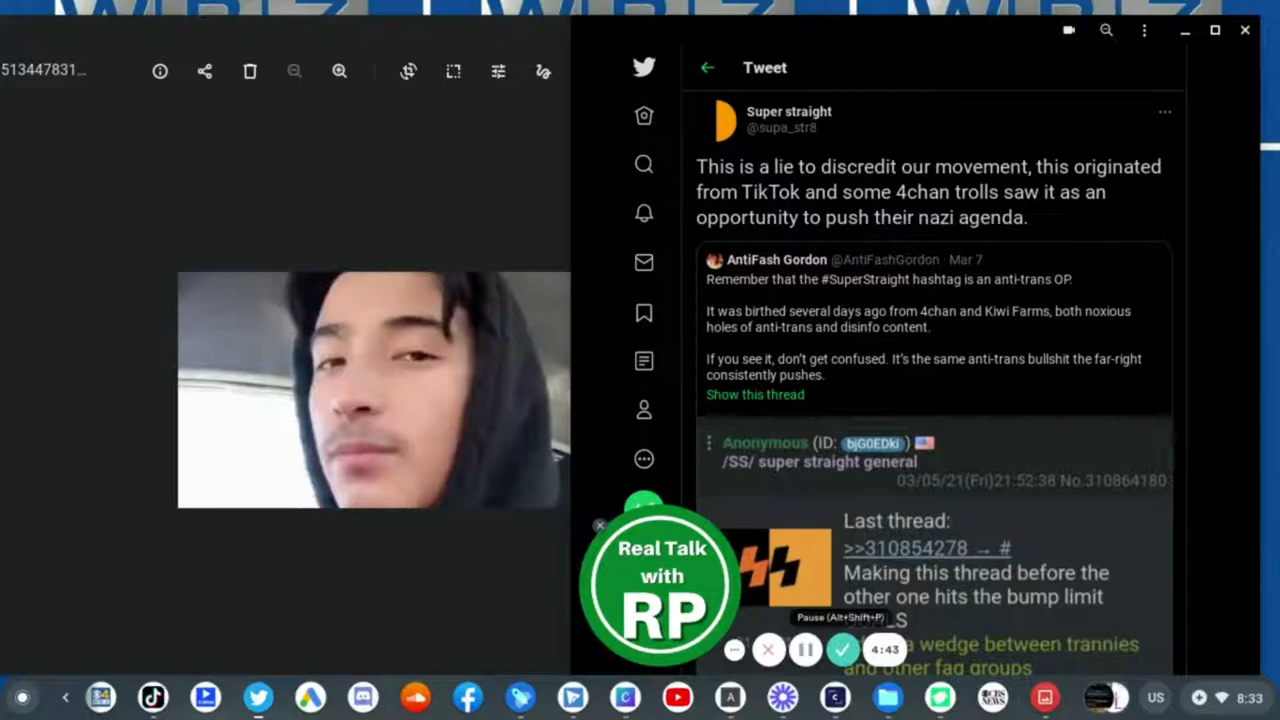 513447831...
Tweet
Super straight
@supa_str8
This is a lie to discredit our movement, this originated
from TikTok and some 4chan trolls saw it as an
opportunity to push their nazi agenda.
AntiFash Gordon @AntiFashGordon · Mar 7
Remember that the #SuperStraight hashtag is an anti-trans OP.
It was birthed several days ago from 4chan and Kiwi Farms, both noxious
holes of anti-trans and disinfo content.
If you see it, don't get confused. It's the same anti-trans bullshit the far-right
consistently pushes.
Show this thread
Anonymous (ID: bjG0EDki)
/SS/ super straight general
03/05/21(Fri)21:52:38 No.310864180
Last thread:
>>310854278 → #
Making this thread before the
other one hits the bump limit
a wedge between trannies
and other fag groups
Real Talk
with
RP
Pause (Alt+Shift+P)
4:43
CBS
NEWS
US
8:33